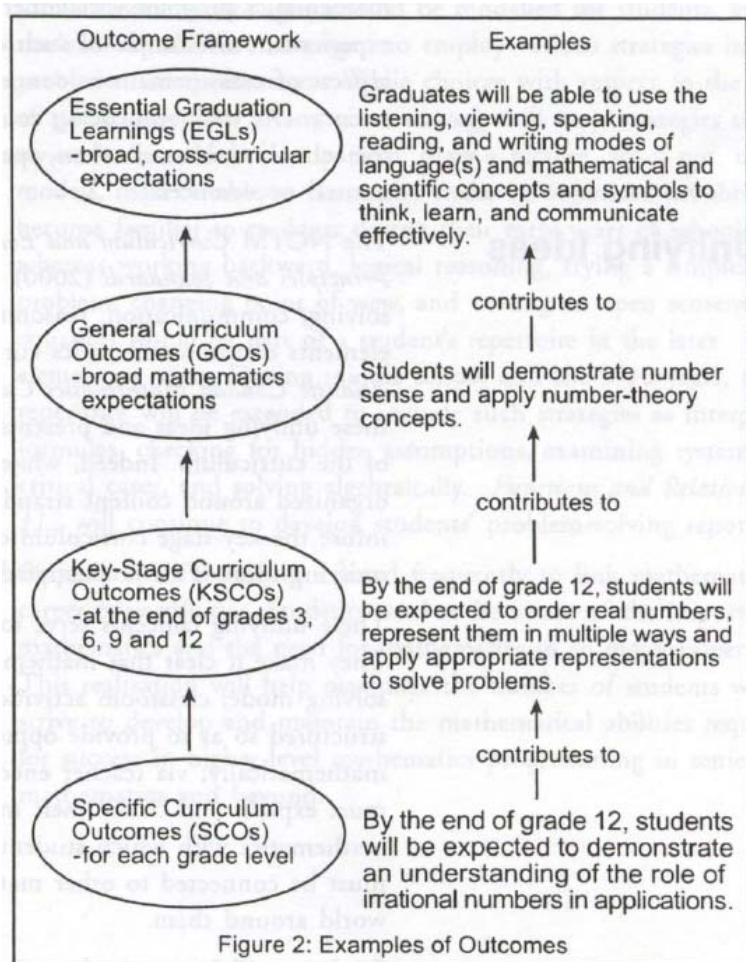 Outcome Framework
Essential Graduation
Learnings (EGLs)
-broad, cross-curricular
expectations
General Curriculum
Outcomes (GCOs)
-broad mathematics
expectations
Key-Stage Curriculum
Outcomes (KSCOs)
-at the end of grades 3,
6, 9 and 12
Specific Curriculum
Outcomes (SCOs)
-for each grade level
Examples
Graduates will be able to use the
listening, viewing, speaking,
reading, and writing modes of
language(s) and mathematical and
scientific concepts and symbols to
think, learn, and communicate
effectively.
contributes to
Students will demonstrate number
sense and apply number-theory
concepts.
contributes to
By the end of grade 12, students will
be expected to order real numbers,
represent them in multiple ways and
apply appropriate representations
to solve problems.
contributes to
By the end of grade 12, students
will be expected to demonstrate
an understanding of the role of
irrational numbers in applications.
Figure 2: Examples of Outcomes